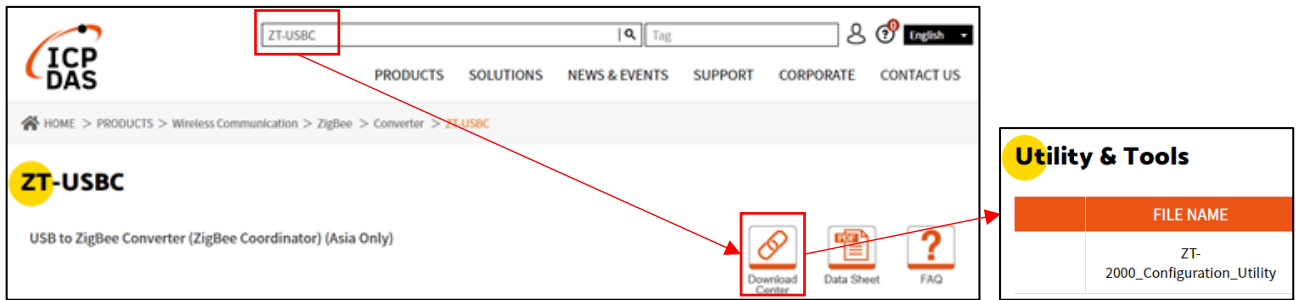 ICP
DAS
ZT-USBC
Tag
0
English
PRODUCTS SOLUTIONS NEWS & EVENTS SUPPORT CORPORATE CONTACT US
HOME > PRODUCTS > Wireless Communication > ZigBee > Converter > ZT-USBC
ZT-USBC
USB to ZigBee Converter (ZigBee Coordinator) (Asia Only)
Download
Center
PDF
Data Sheet
?
FAQ
Utility & Tools
FILE NAME
ZT-
2000_Configuration_Utility